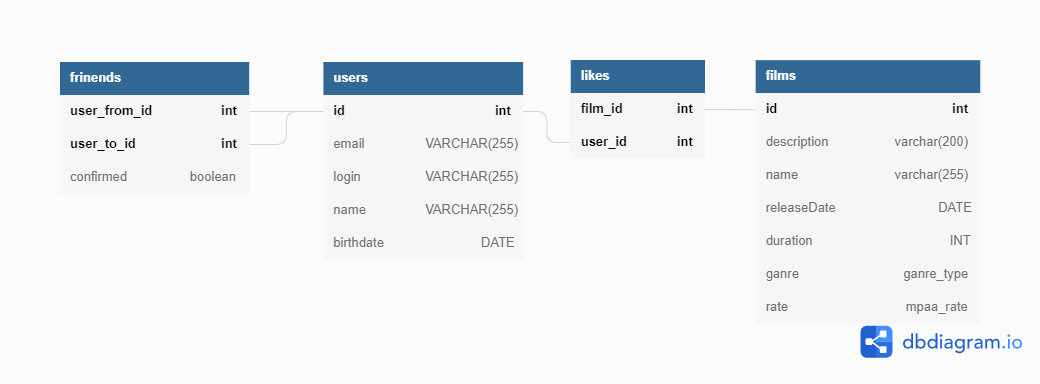 frinends
user_from_id int
user_to_id int
confirmed boolean
users
id int
email VARCHAR(255)
login VARCHAR(255)
name VARCHAR(255)
birthdate DATE
likes
film_id int
user_id int
films
id int
description varchar(200)
name varchar(255)
releaseDate DATE
duration INT
ganre ganre_type
rate mpaa_rate
dbdiagram.io